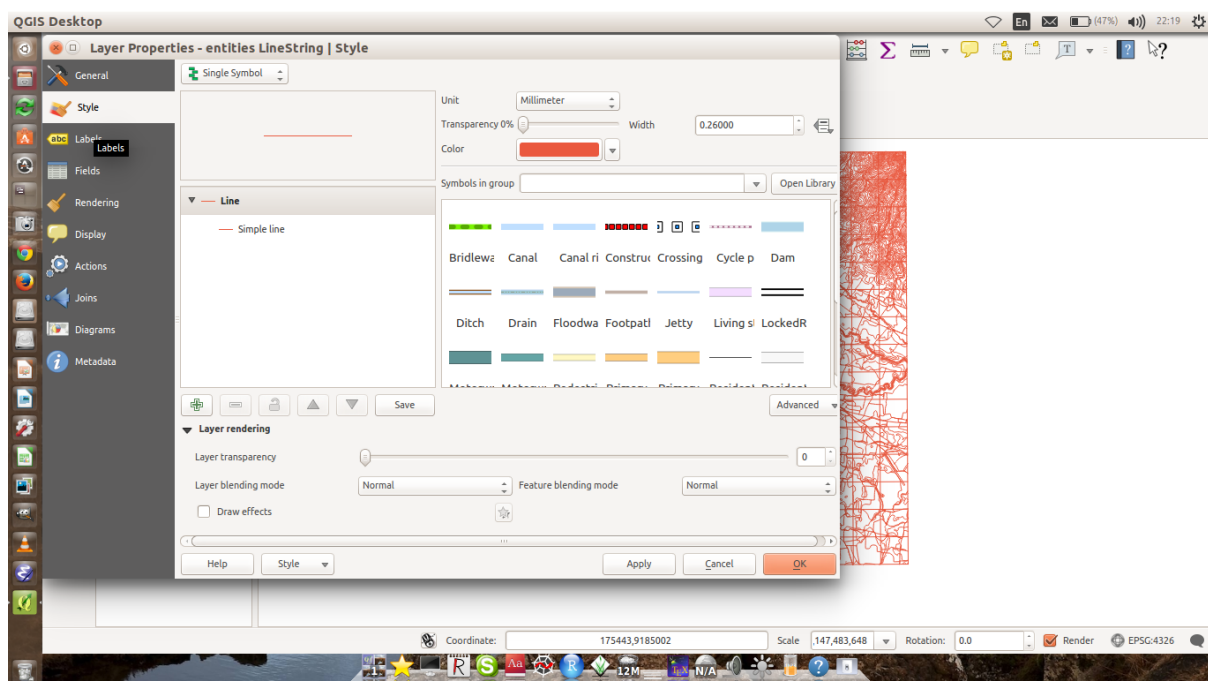 QGIS Desktop
En
(47%)
22:19
Layer Properties - entities LineString | Style
General
Style
abc
Labels
Labels
Fields
Rendering
Display
Actions
Joins
Diagrams
Metadata
Single Symbol
Line
Simple line
Save
Unit
Millimeter
Transparency 0%
Width
0.26000
Color
Symbols in group
Open Library
Bridlewa Canal Canal ri Construc Crossing Cycle p Dam
Ditch Drain Floodwa Footpatl Jetty Living s LockedR
Advanced
Layer rendering
Layer transparency
0
Layer blending mode
Normal
Feature blending mode
Normal
Draw effects
Help
Style
Apply
Cancel
OK
Coordinate:
175443,9185002
Scale
,147,483,648
Rotation:
0.0
Render
EPSG:4326
R
S
Aa
R
12M
TeX
N/A
?